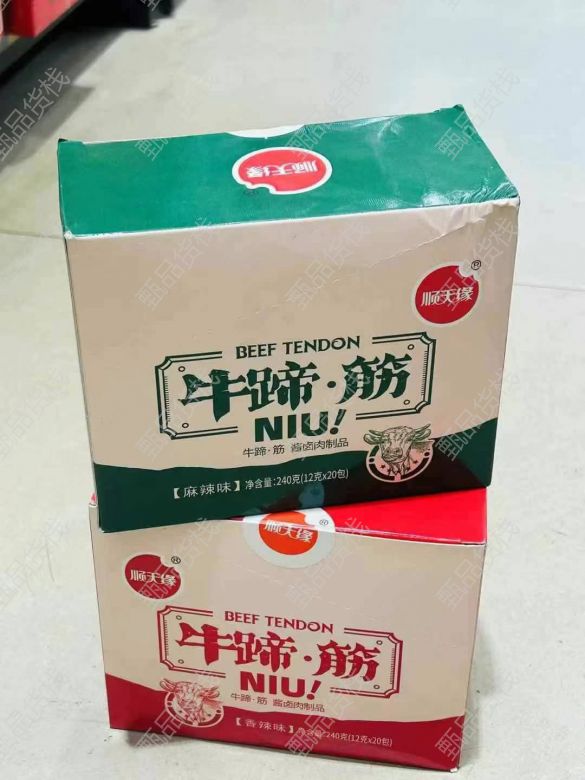 顺天缘
顺天缘®
BEEF TENDON
牛蹄·筋
NIU!
牛蹄·筋 酱卤肉制品
【麻辣味】净含量:240克(12克x20包)
顺天缘
顺天缘®
BEEF TENDON
牛蹄·筋
NIU!
牛蹄·筋 酱卤肉制品
【香辣味】净含量:240克(12克x20包)
甄品货栈